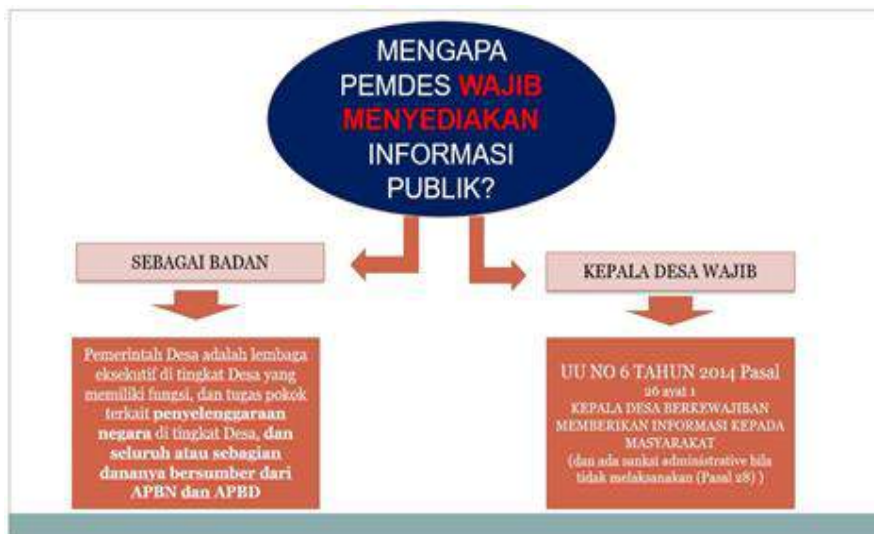 MENGAPA
PEMDES WAJIB
MENYEDIAKAN
INFORMASI
PUBLIK?
SEBAGAI BADAN
Pemerintah Desa adalah lembaga
eksekutif di tingkat Desa yang
memiliki fungsi, dan tugas pokok
terkait penyelenggaraan
negara di tingkat Desa, dan
seluruh atau sebagian
dananya bersumber dari
APBN dan APBD
KEPALA DESA WAJIB
UU NO 6 TAHUN 2014 Pasal
26 ayat 1
KEPALA DESA BERKEWAJIBAN
MEMBERIKAN INFORMASI KEPADA
MASYARAKAT
(dan ada sanksi administrative bila
tidak melaksanakan (Pasal 28) )